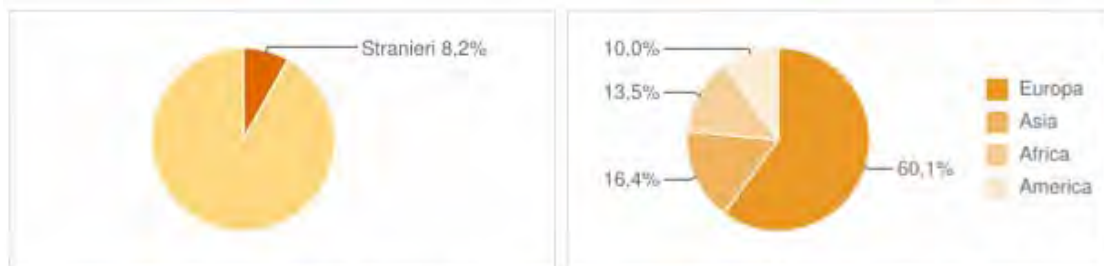 Stranieri 8,2%
10.0%
13,5%
16,4%
60,1%
Europa
Asia
Africa
America